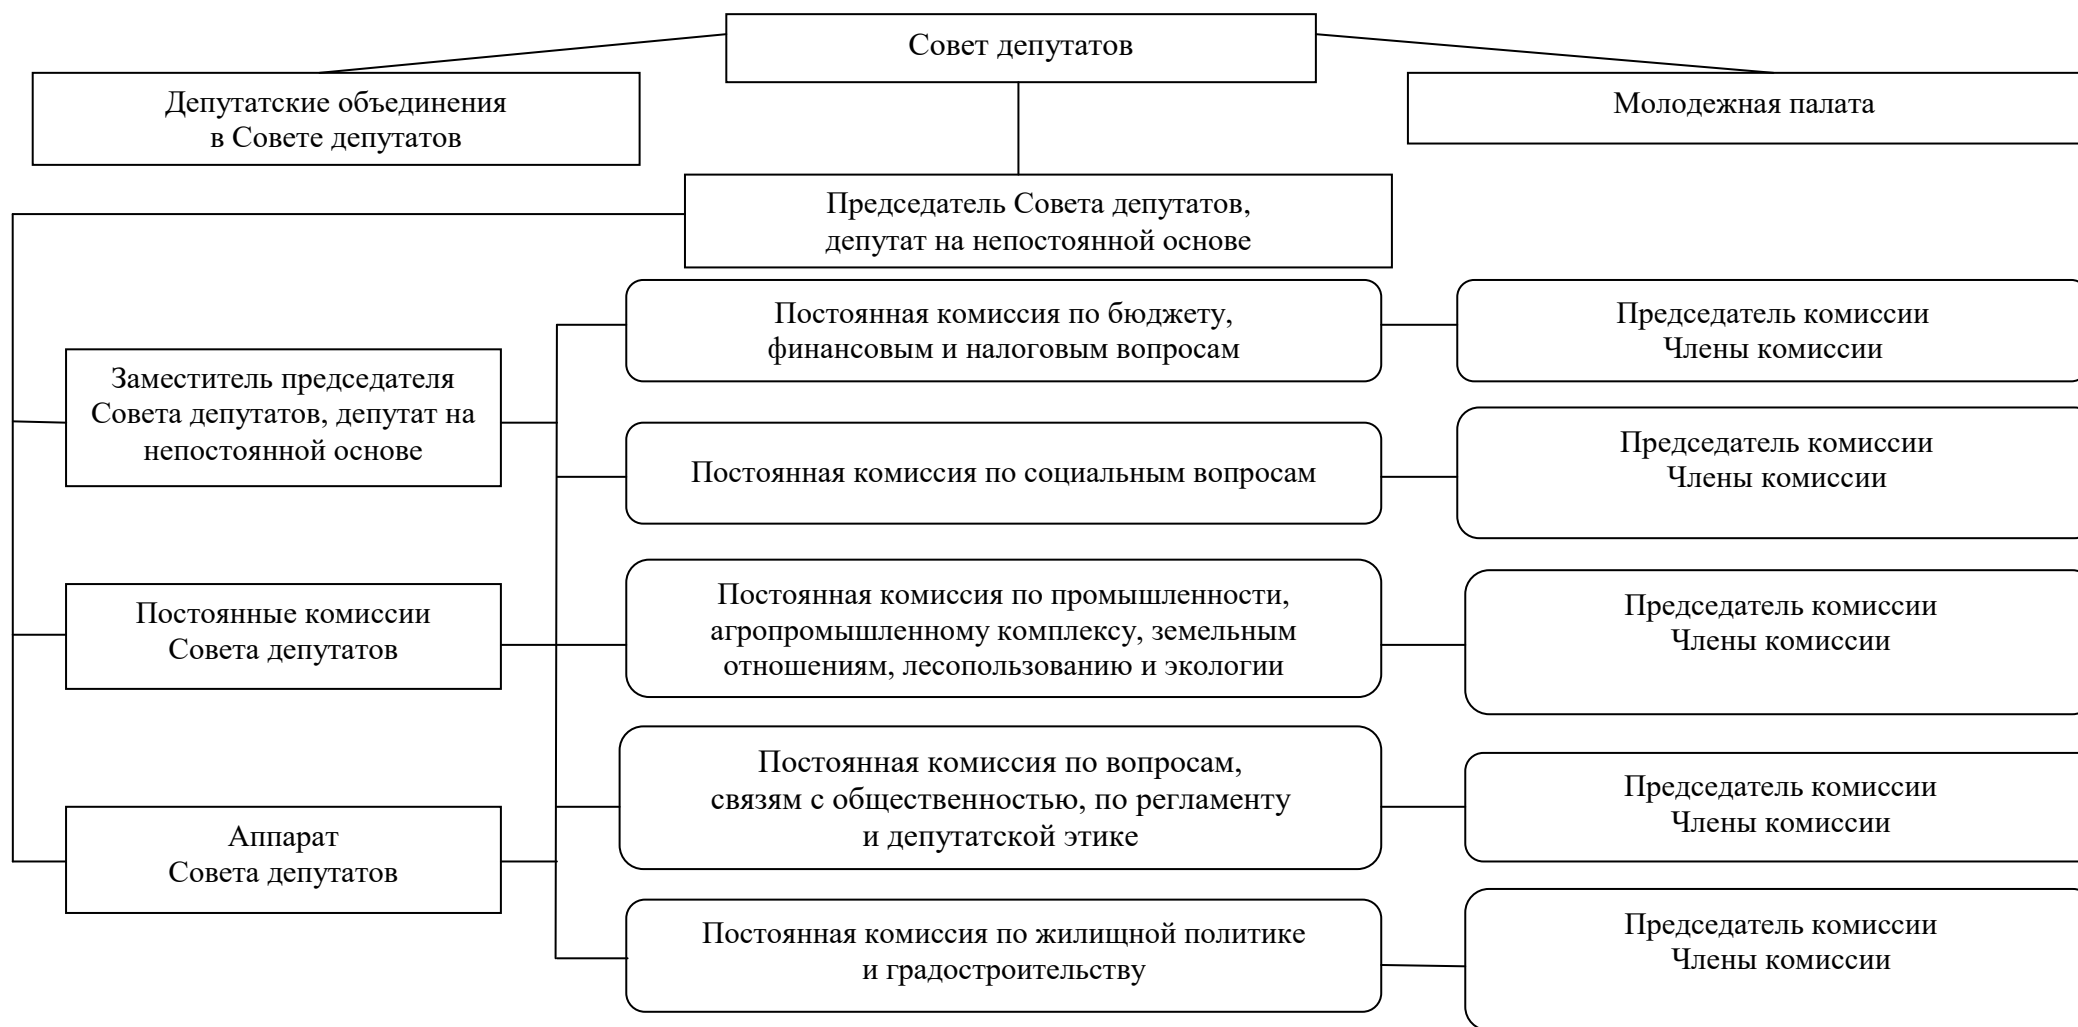 Совет депутатов
Депутатские объединения
в Совете депутатов
Молодежная палата
Председатель Совета депутатов,
депутат на непостоянной основе
Заместитель председателя
Совета депутатов, депутат на
непостоянной основе
Постоянные комиссии
Совета депутатов
Аппарат
Совета депутатов
Постоянная комиссия по бюджету,
финансовым и налоговым вопросам
Председатель комиссии
Члены комиссии
Постоянная комиссия по социальным вопросам
Председатель комиссии
Члены комиссии
Постоянная комиссия по промышленности,
агропромышленному комплексу, земельным
отношениям, лесопользованию и экологии
Председатель комиссии
Члены комиссии
Постоянная комиссия по вопросам,
связям с общественностью, по регламенту
и депутатской этике
Председатель комиссии
Члены комиссии
Постоянная комиссия по жилищной политике
и градостроительству
Председатель комиссии
Члены комиссии